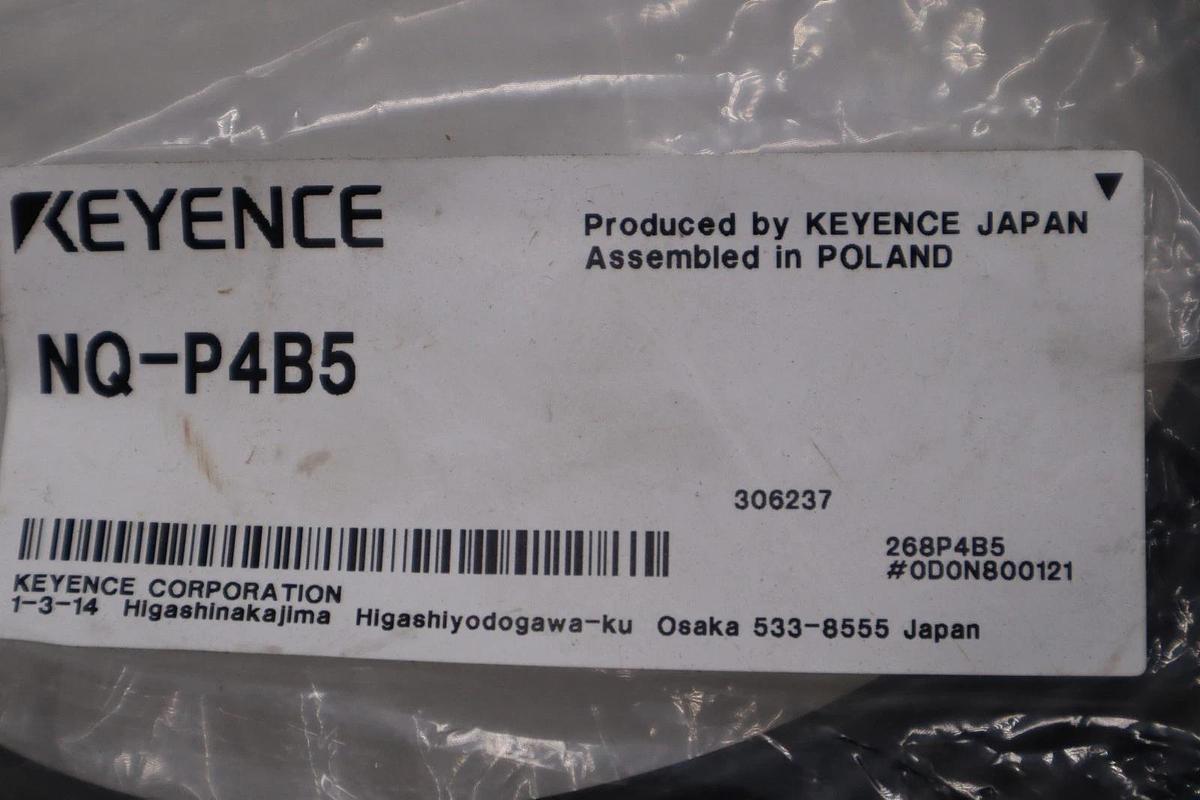 KEYENCE
Produced by KEYENCE JAPAN
Assembled in POLAND
NQ-P4B5
306237
268P4B5
#0D0N800121
KEYENCE CORPORATION
1-3-14 Higashinakajima Higashiyodogawa-ku Osaka 533-8555 Japan